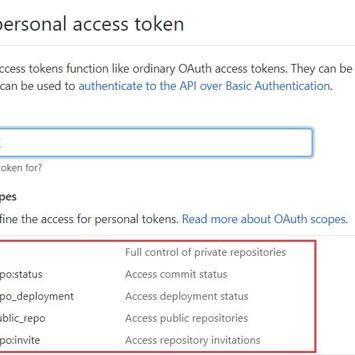 personal access token
ccess tokens function like ordinary OAuth access tokens. They can be
can be used to authenticate to the API over Basic Authentication.
oken for?
pes
fine the access for personal tokens. Read more about OAuth scopes.
Full control of private repositories
po:status Access commit status
po_deployment Access deployment status
ublic_repo Access public repositories
po:invite Access repository invitations